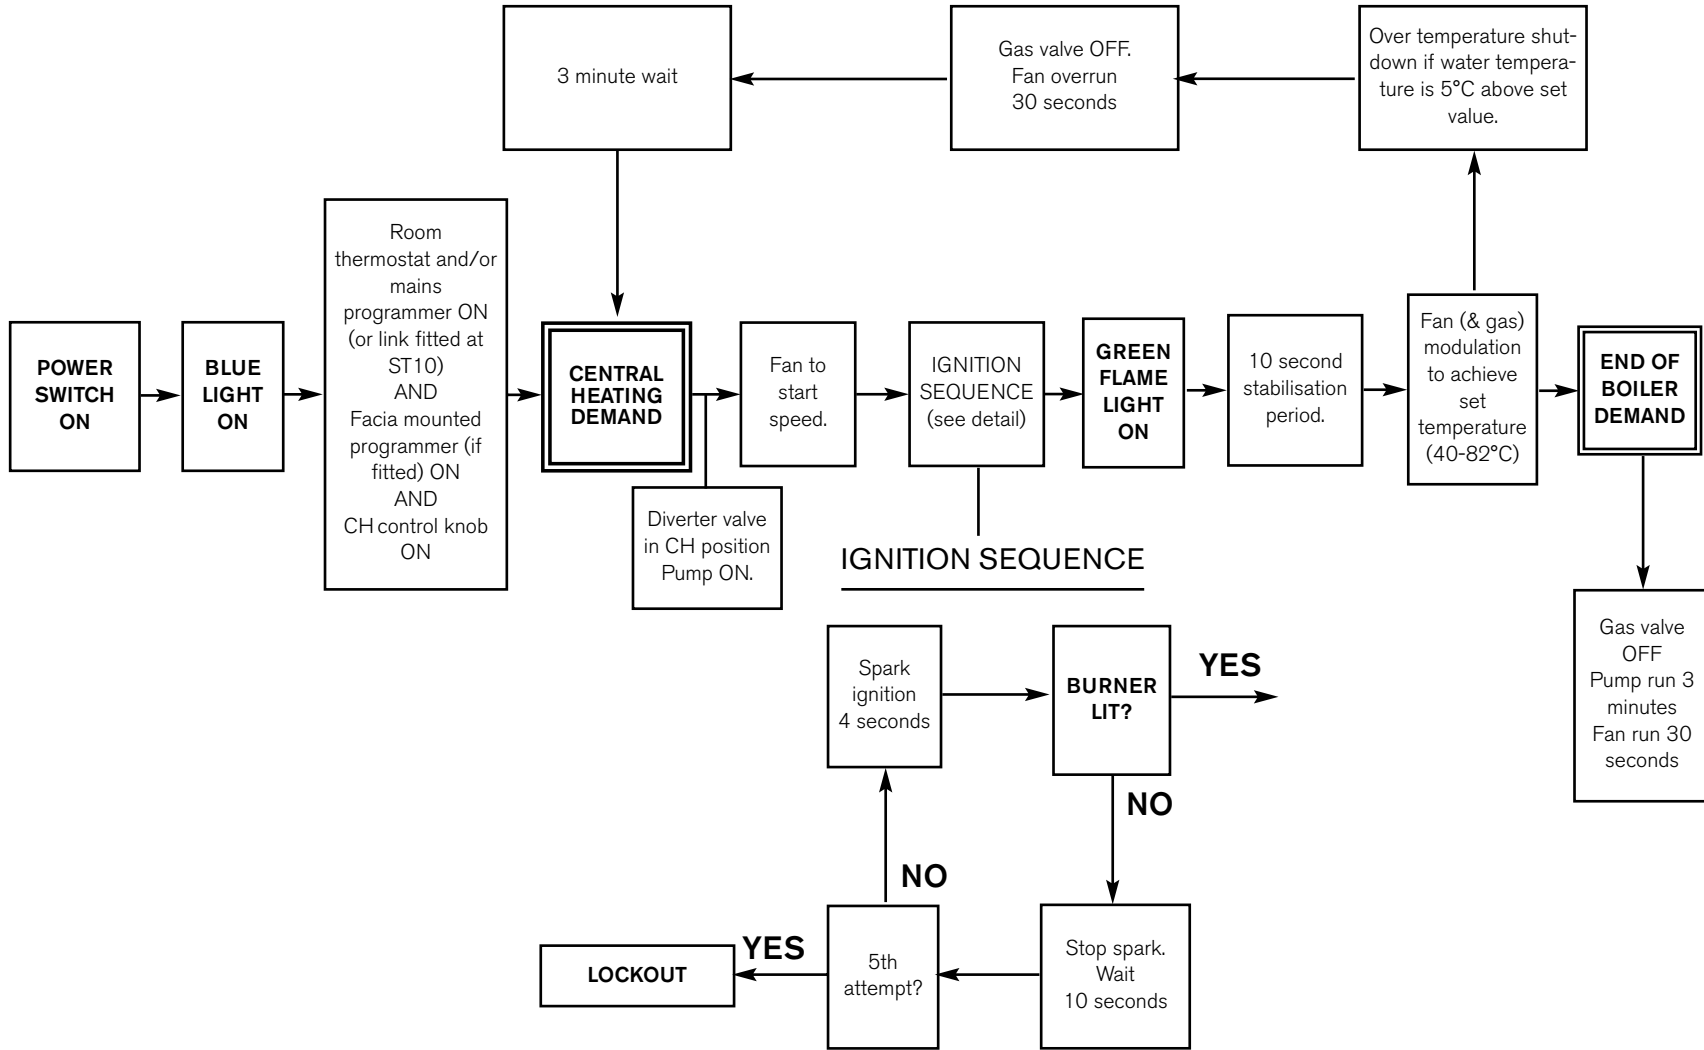 3 minute wait
Gas valve OFF.
Fan overrun
30 seconds
Over temperature shut-
down if water tempera-
ture is 5°C above set
value.
POWER
SWITCH
ON
BLUE
LIGHT
ON
Room
thermostat and/or
mains
programmer ON
(or link fitted at
ST10)
AND
Facia mounted
programmer (if
fitted) ON
AND
CH control knob
ON
CENTRAL
HEATING
DEMAND
Diverter valve
in CH position
Pump ON.
Fan to
start
speed.
IGNITION
SEQUENCE
(see detail)
GREEN
FLAME
LIGHT
ON
10 second
stabilisation
period.
Fan (& gas)
modulation
to achieve
set
temperature
(40-82°C)
END OF
BOILER
DEMAND
Gas valve
OFF
Pump run 3
minutes
Fan run 30
seconds
IGNITION SEQUENCE
Spark
ignition
4 seconds
BURNER
LIT?
YES
NO
Stop spark.
Wait
10 seconds
5th
attempt?
NO
YES
LOCKOUT